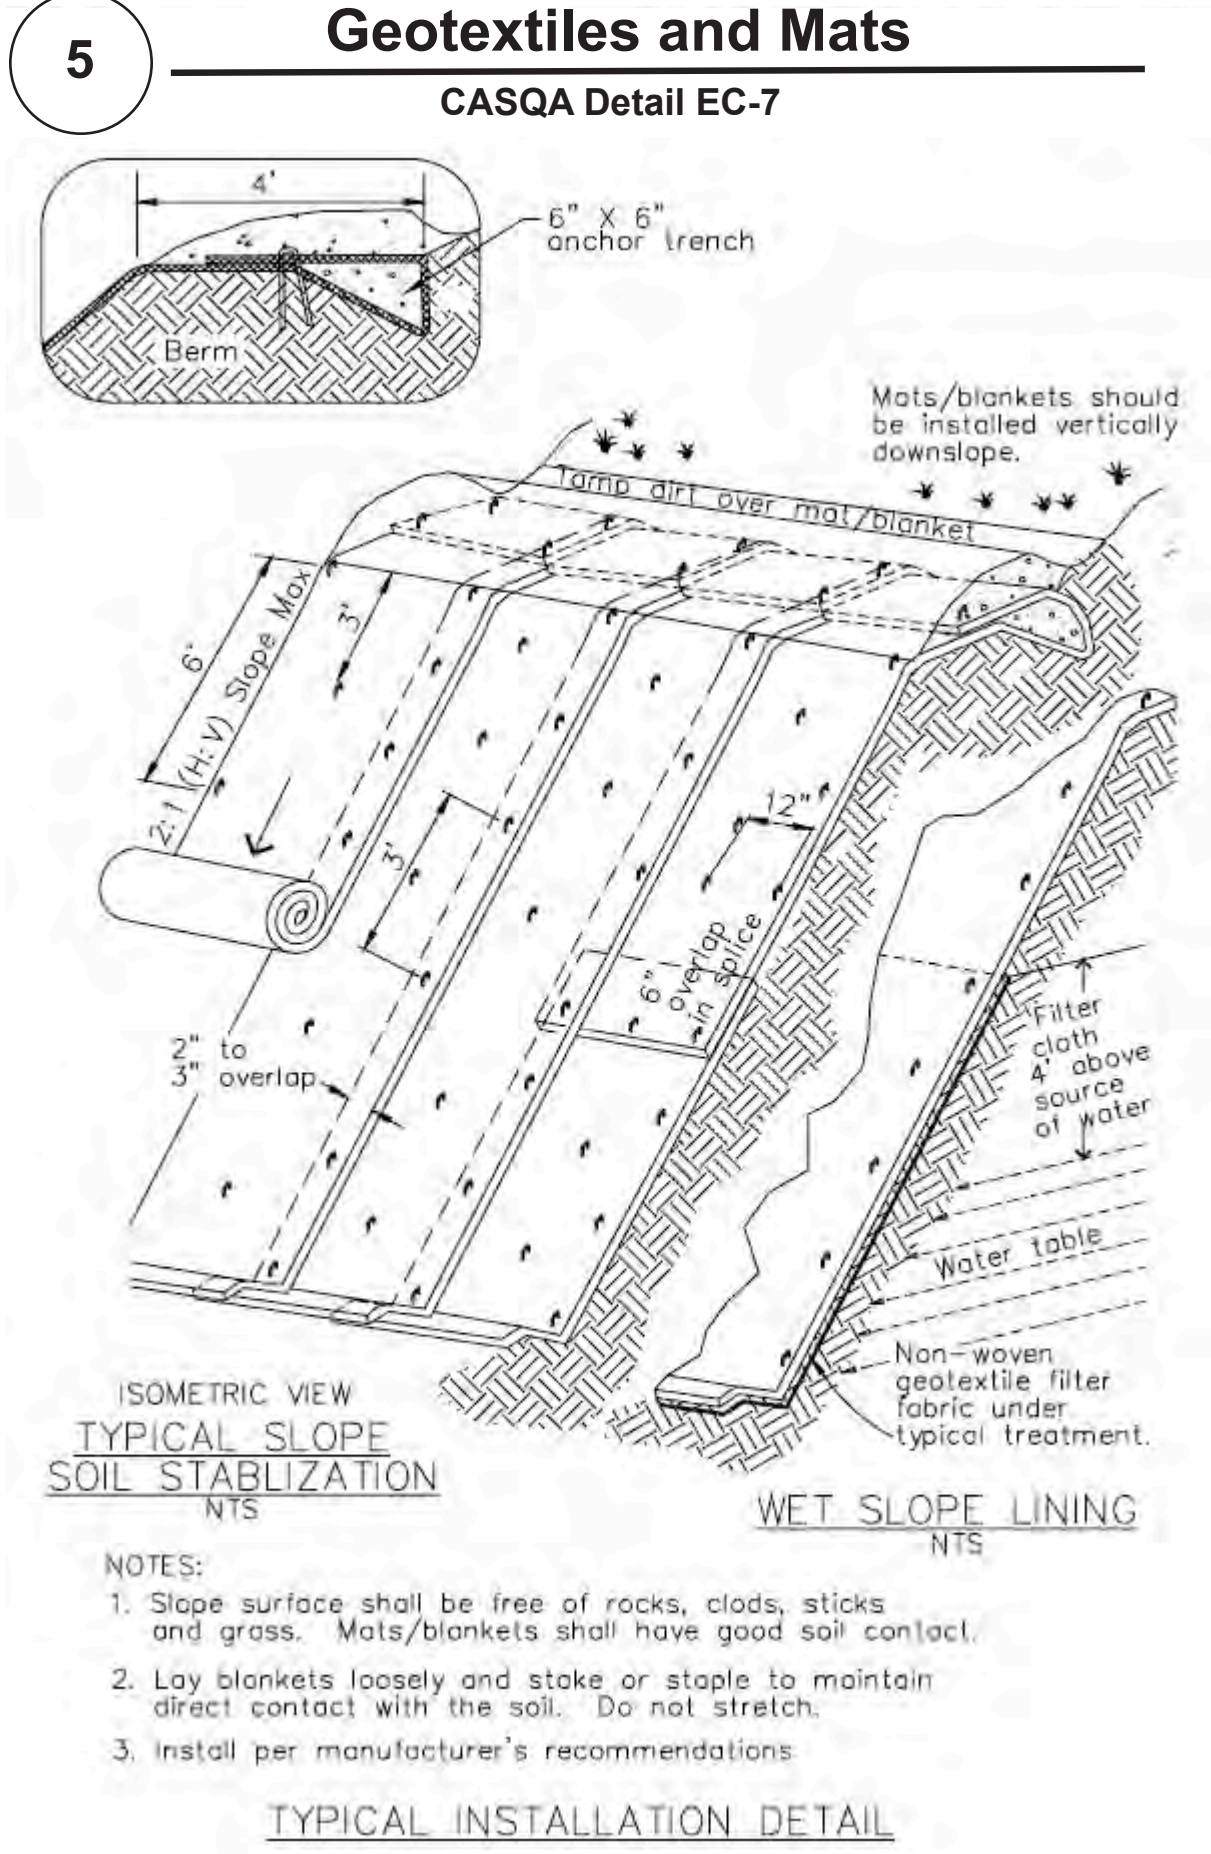 5
Geotextiles and Mats
CASQA Detail EC-7
4'
6" X 6"
anchor trench
Berm
Mats/blankets should
be installed vertically
downslope.
Tamp dirt over mat/blanket
6'
3'
2:1 (H:V) Slope Max
12"
3'
6"
overlap
in splice
2" to
3" overlap
Filter
cloth
4' above
source
of water
Water table
Non-woven
geotextile filter
fabric under
typical treatment.
ISOMETRIC VIEW
TYPICAL SLOPE
SOIL STABLIZATION
NTS
WET SLOPE LINING
NTS
NOTES:
1. Slope surface shall be free of rocks, clods, sticks
and grass. Mats/blankets shall have good soil contact.
2. Lay blankets loosely and stake or staple to maintain
direct contact with the soil. Do not stretch.
3. Install per manufacturer's recommendations
TYPICAL INSTALLATION DETAIL